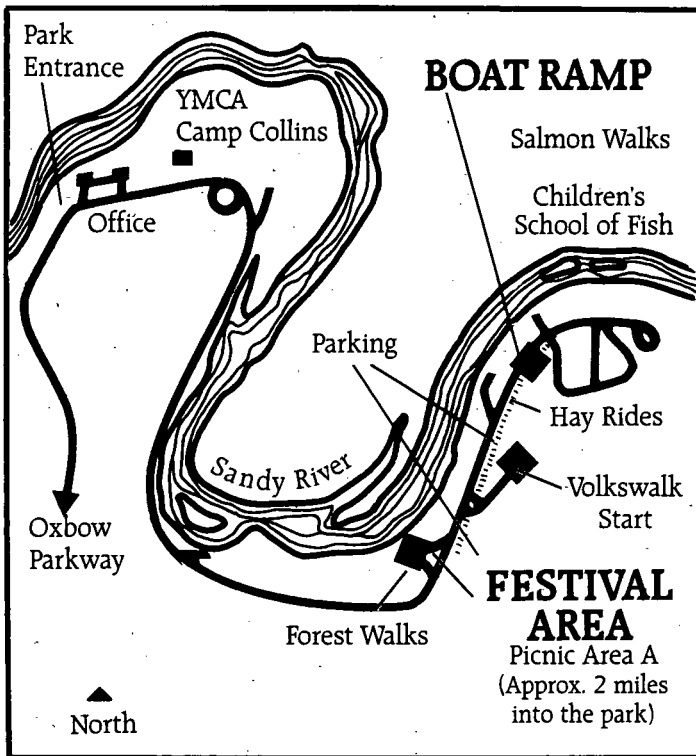 Park
Entrance
YMCA
Camp Collins
Office
BOAT RAMP
Salmon Walks
Children's
School of Fish
Parking
Hay Rides
Sandy River
Volkswalk
Start
Oxbow
Parkway
Forest Walks
FESTIVAL
AREA
Picnic Area A
(Approx. 2 miles
into the park)
North